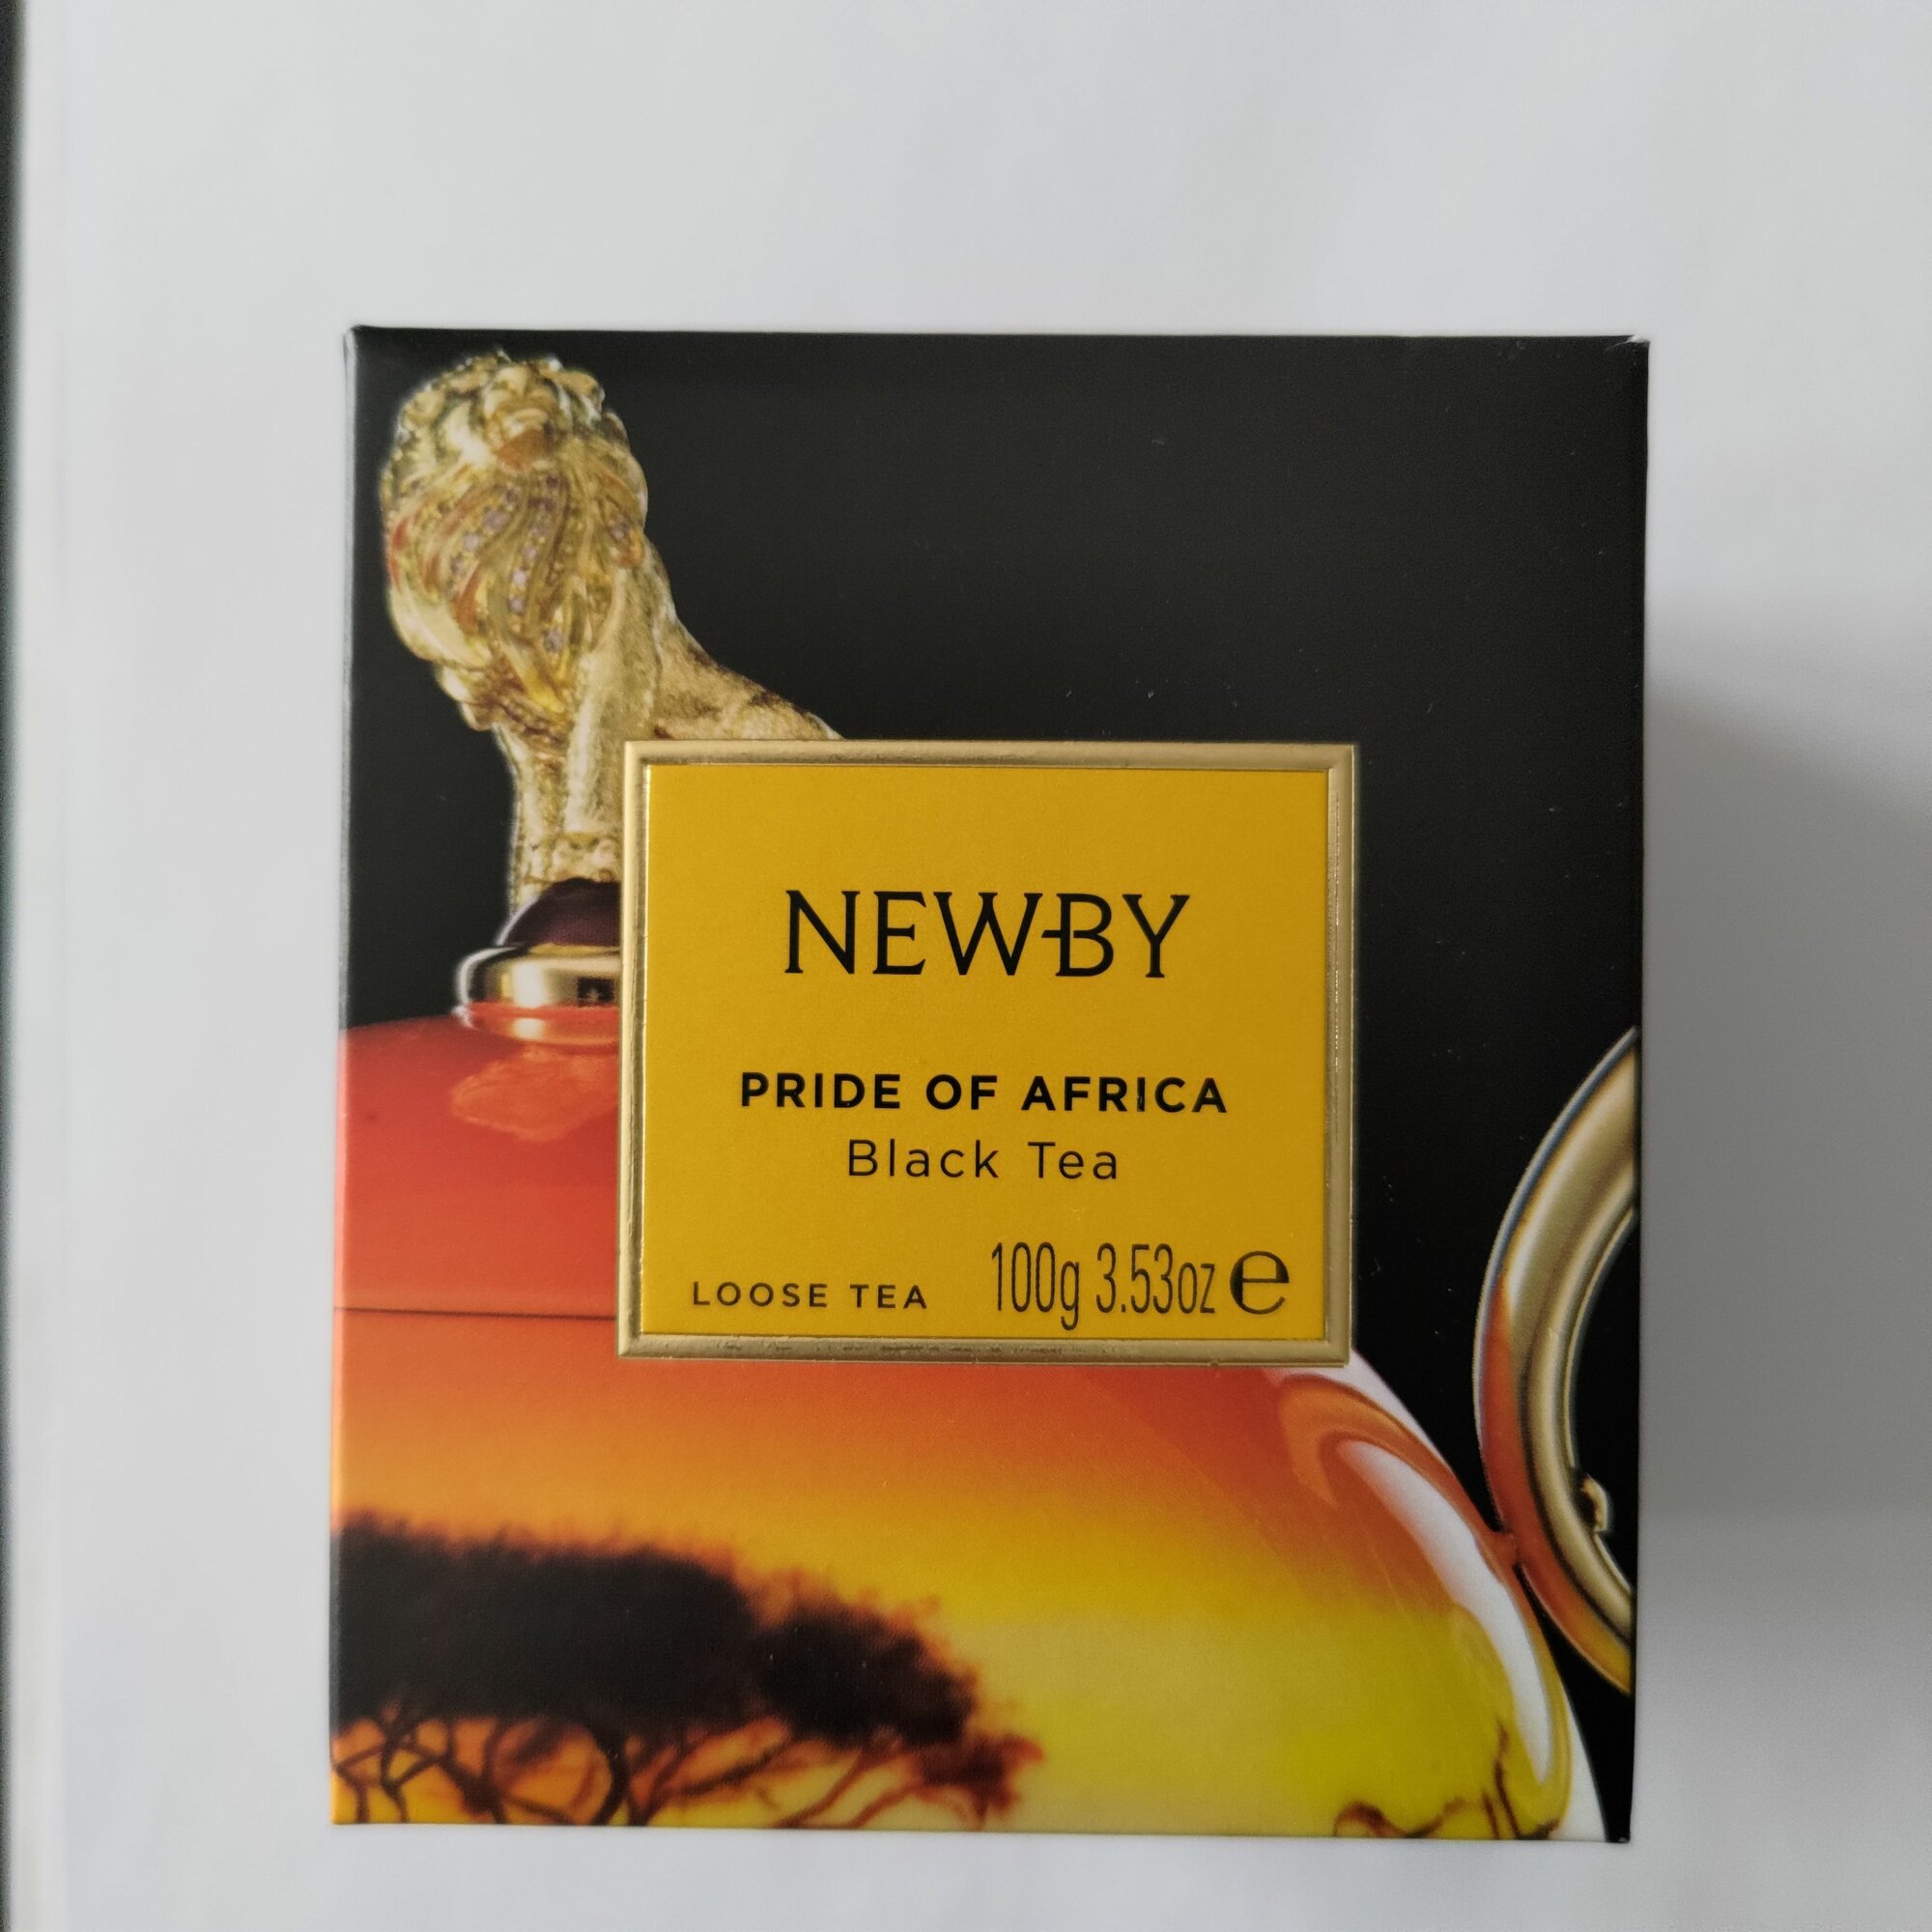 NEWBY
PRIDE OF AFRICA
Black Tea
LOOSE TEA 100g 3.53oz ℮